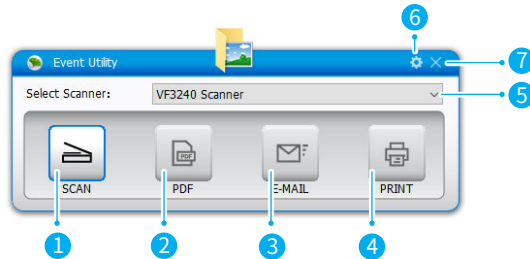 6
Event Utility
7
Select Scanner:
VF3240 Scanner
5
PDF
SCAN
PDF
E-MAIL
PRINT
1
2
3
4